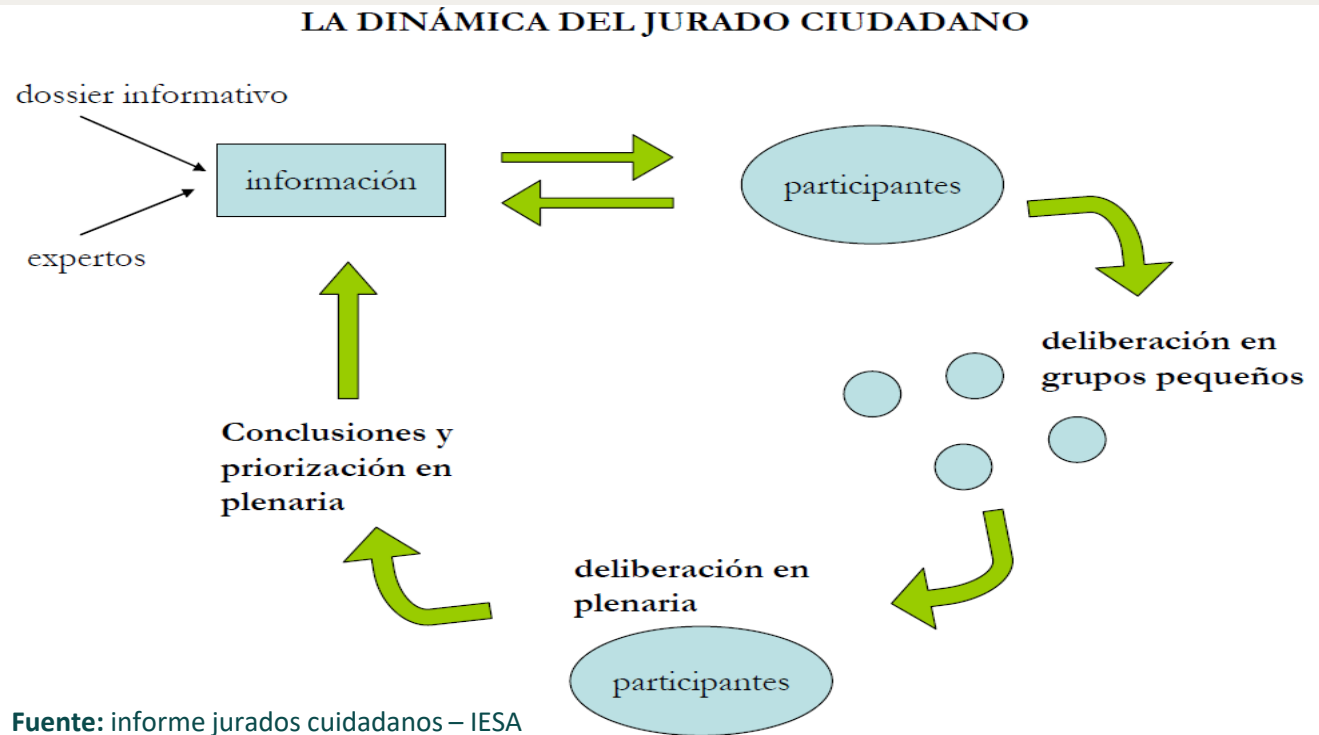 LA DINÁMICA DEL JURADO CIUDADANO
dossier informativo
información
participantes
expertos
deliberación en
grupos pequeños
Conclusiones y
priorización en
plenaria
deliberación en
plenaria
participantes
Fuente: informe jurados cuidadanos – IESA